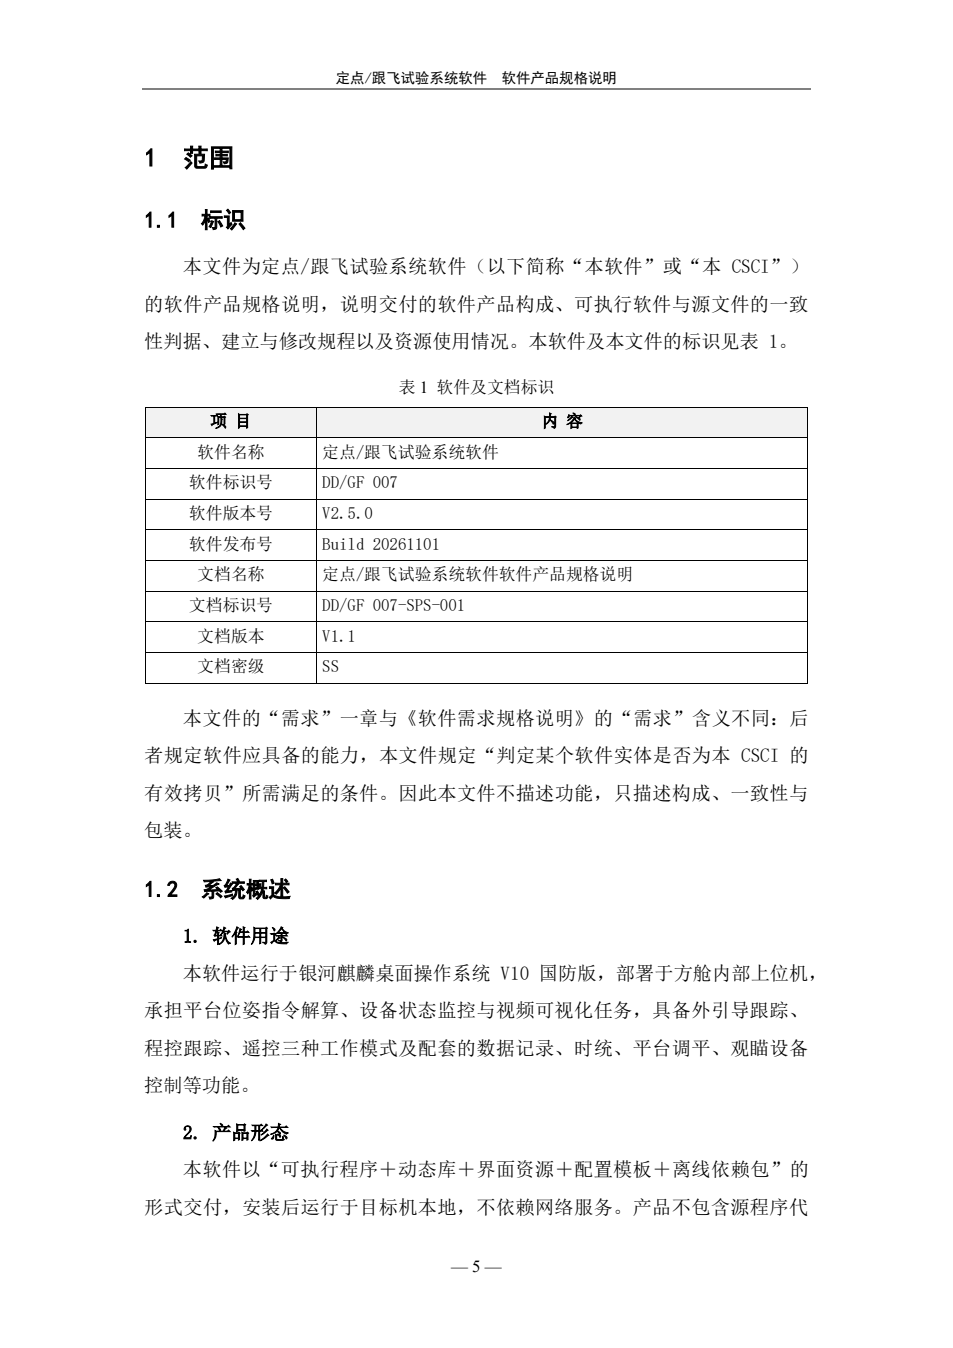 定点/跟飞试验系统软件　软件产品规格说明
1　范围
1.1　标识
本文件为定点/跟飞试验系统软件（以下简称“本软件”或“本 CSCI”）
的软件产品规格说明，说明交付的软件产品构成、可执行软件与源文件的一致
性判据、建立与修改规程以及资源使用情况。本软件及本文件的标识见表 1。
表 1 软件及文档标识
项 目　内 容
软件名称　定点/跟飞试验系统软件
软件标识号　DD/GF 007
软件版本号　V2.5.0
软件发布号　Build 20261101
文档名称　定点/跟飞试验系统软件软件产品规格说明
文档标识号　DD/GF 007-SPS-001
文档版本　V1.1
文档密级　SS
本文件的“需求”一章与《软件需求规格说明》的“需求”含义不同：后
者规定软件应具备的能力，本文件规定“判定某个软件实体是否为本 CSCI 的
有效拷贝”所需满足的条件。因此本文件不描述功能，只描述构成、一致性与
包装。
1.2　系统概述
1. 软件用途
本软件运行于银河麒麟桌面操作系统 V10 国防版，部署于方舱内部上位机，
承担平台位姿指令解算、设备状态监控与视频可视化任务，具备外引导跟踪、
程控跟踪、遥控三种工作模式及配套的数据记录、时统、平台调平、观瞄设备
控制等功能。
2. 产品形态
本软件以“可执行程序＋动态库＋界面资源＋配置模板＋离线依赖包”的
形式交付，安装后运行于目标机本地，不依赖网络服务。产品不包含源程序代
— 5 —